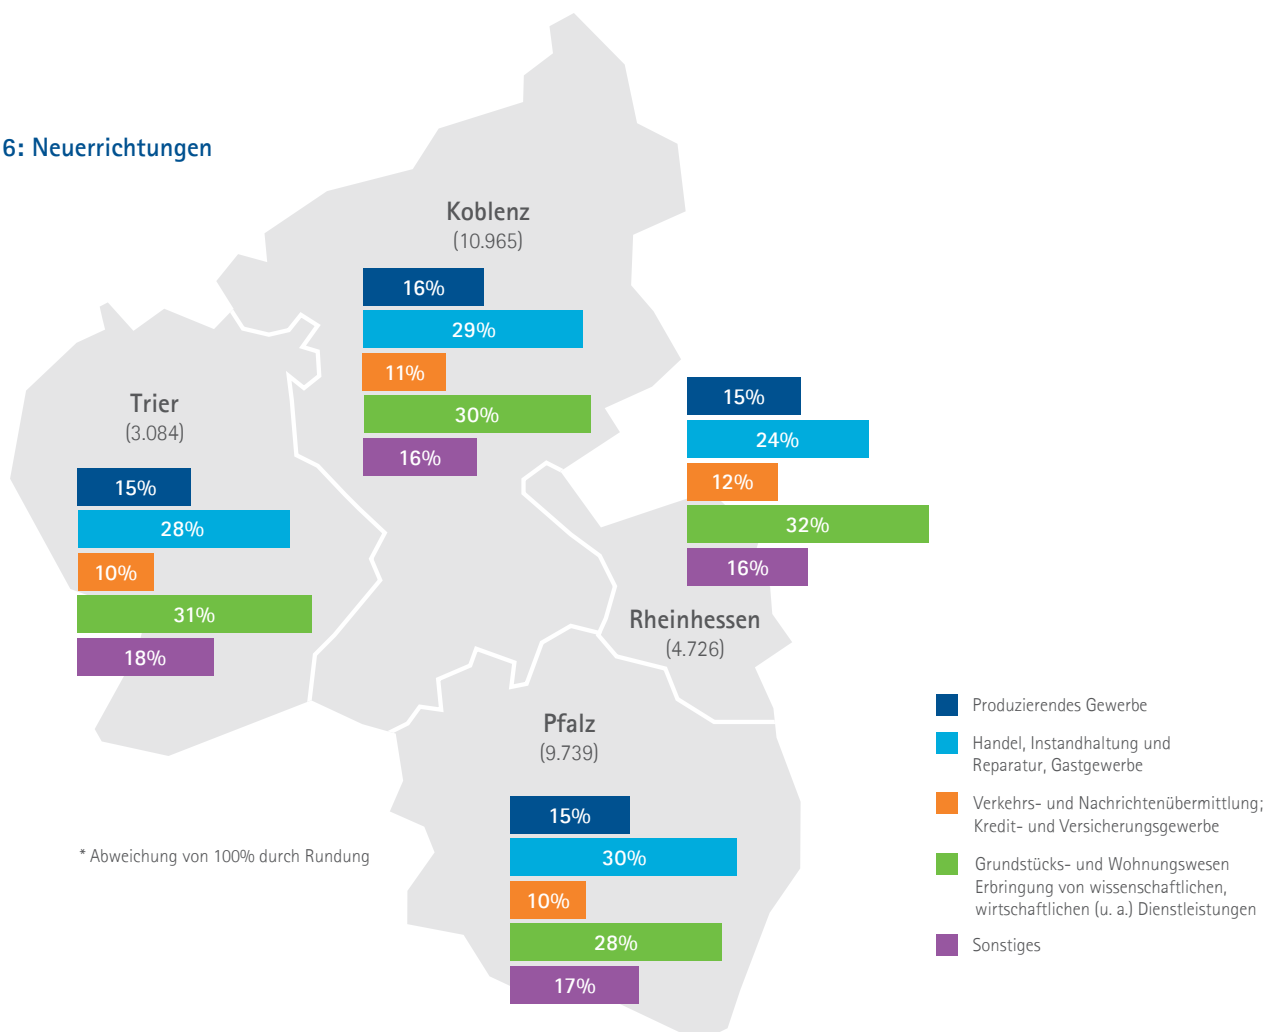 6: Neuerrichtungen
Koblenz
(10.965)
16%
29%
11%
30%
16%
Trier
(3.084)
15%
28%
10%
31%
18%
15%
24%
12%
32%
16%
Rheinhessen
(4.726)
Pfalz
(9.739)
15%
30%
10%
28%
17%
Produzierendes Gewerbe
Handel, Instandhaltung und
Reparatur, Gastgewerbe
Verkehrs- und Nachrichtenübermittlung;
Kredit- und Versicherungsgewerbe
Grundstücks- und Wohnungswesen
Erbringung von wissenschaftlichen,
wirtschaftlichen (u. a.) Dienstleistungen
Sonstiges
* Abweichung von 100% durch Rundung